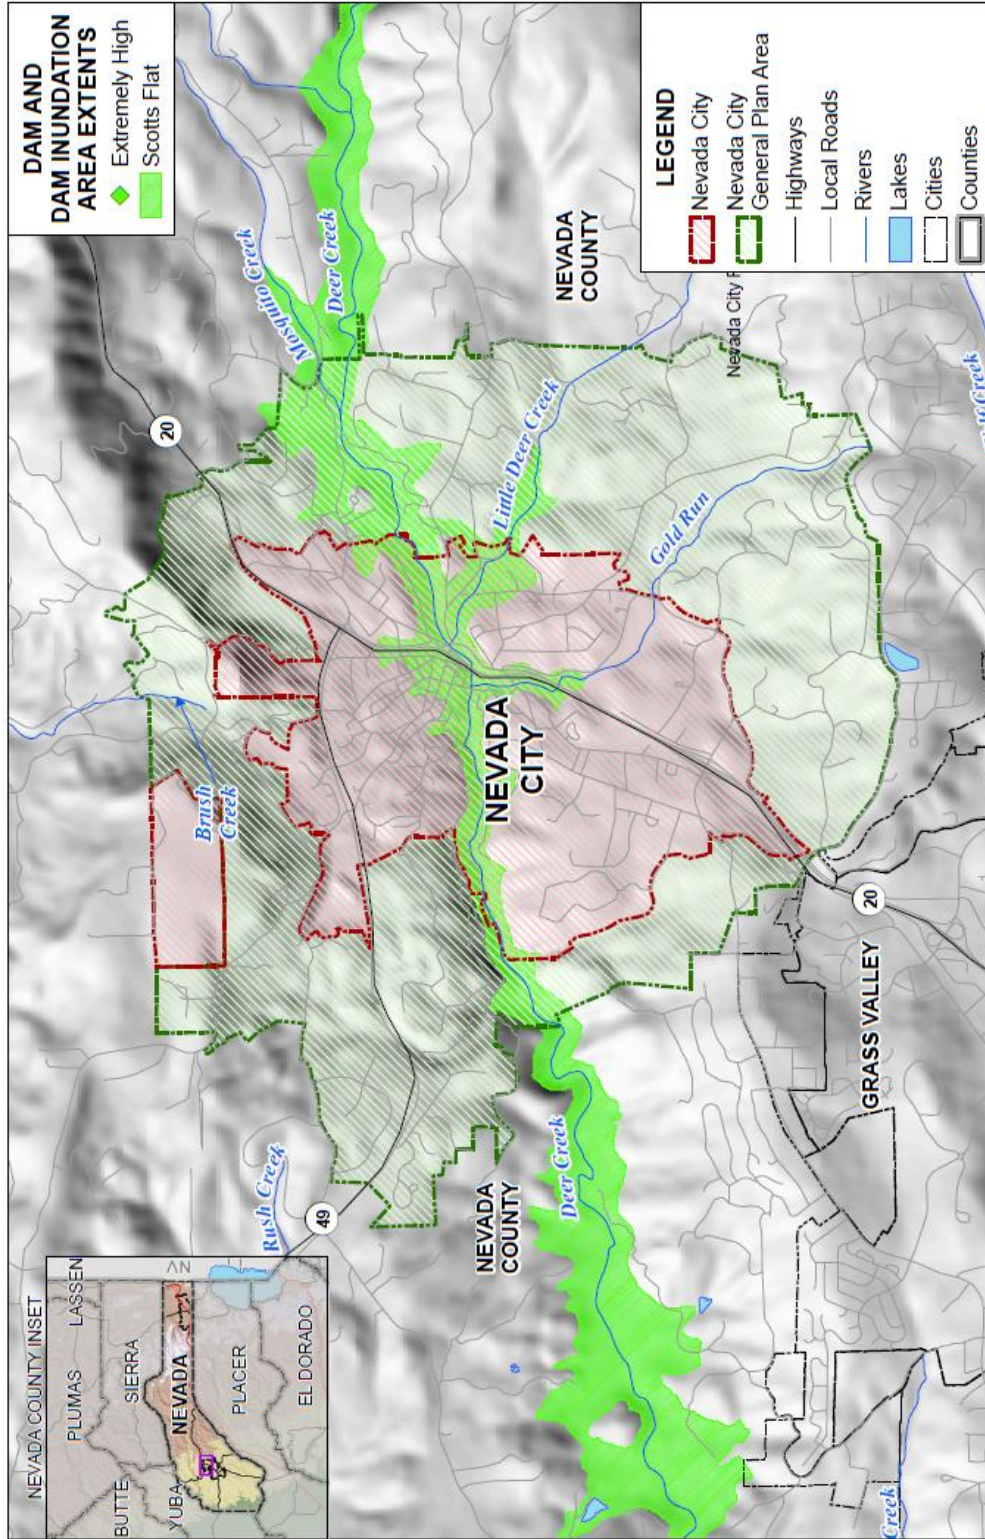 NEVADA COUNTY INSET
PLUMAS
LASSEN
BUTTE
SIERRA
YUBA
NEVADA
PLACER
EL DORADO
NV
DAM AND
DAM INUNDATION
AREA EXTENTS
Extremely High
Scotts Flat
20
Mosquito Creek
Deer Creek
Brush
Creek
Rush Creek
49
NEVADA
COUNTY
NEVADA
CITY
Little Deer Creek
Gold Run
NEVADA
COUNTY
Deer Creek
Nevada City
GRASS VALLEY
20
Creek
Creek
LEGEND
Nevada City
Nevada City
General Plan Area
Highways
Local Roads
Rivers
Lakes
Cities
Counties